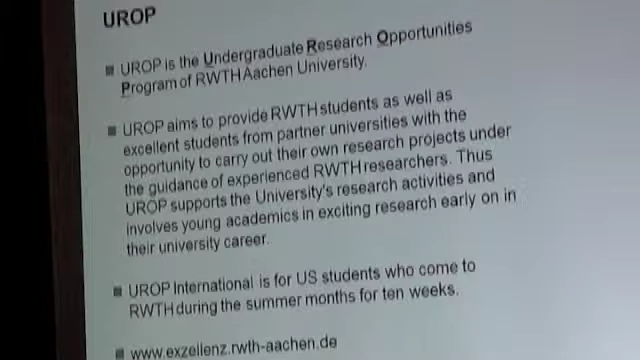 UROP
UROP is the Undergraduate Research Opportunities
Program of RWTH Aachen University.
UROP aims to provide RWTH students as well as
excellent students from partner universities with the
opportunity to carry out their own research projects under
the guidance of experienced RWTH researchers. Thus
UROP supports the University's research activities and
involves young academics in exciting research early on in
their university career.
UROP International is for US students who come to
RWTH during the summer months for ten weeks.
www.exzellenz.rwth-aachen.de